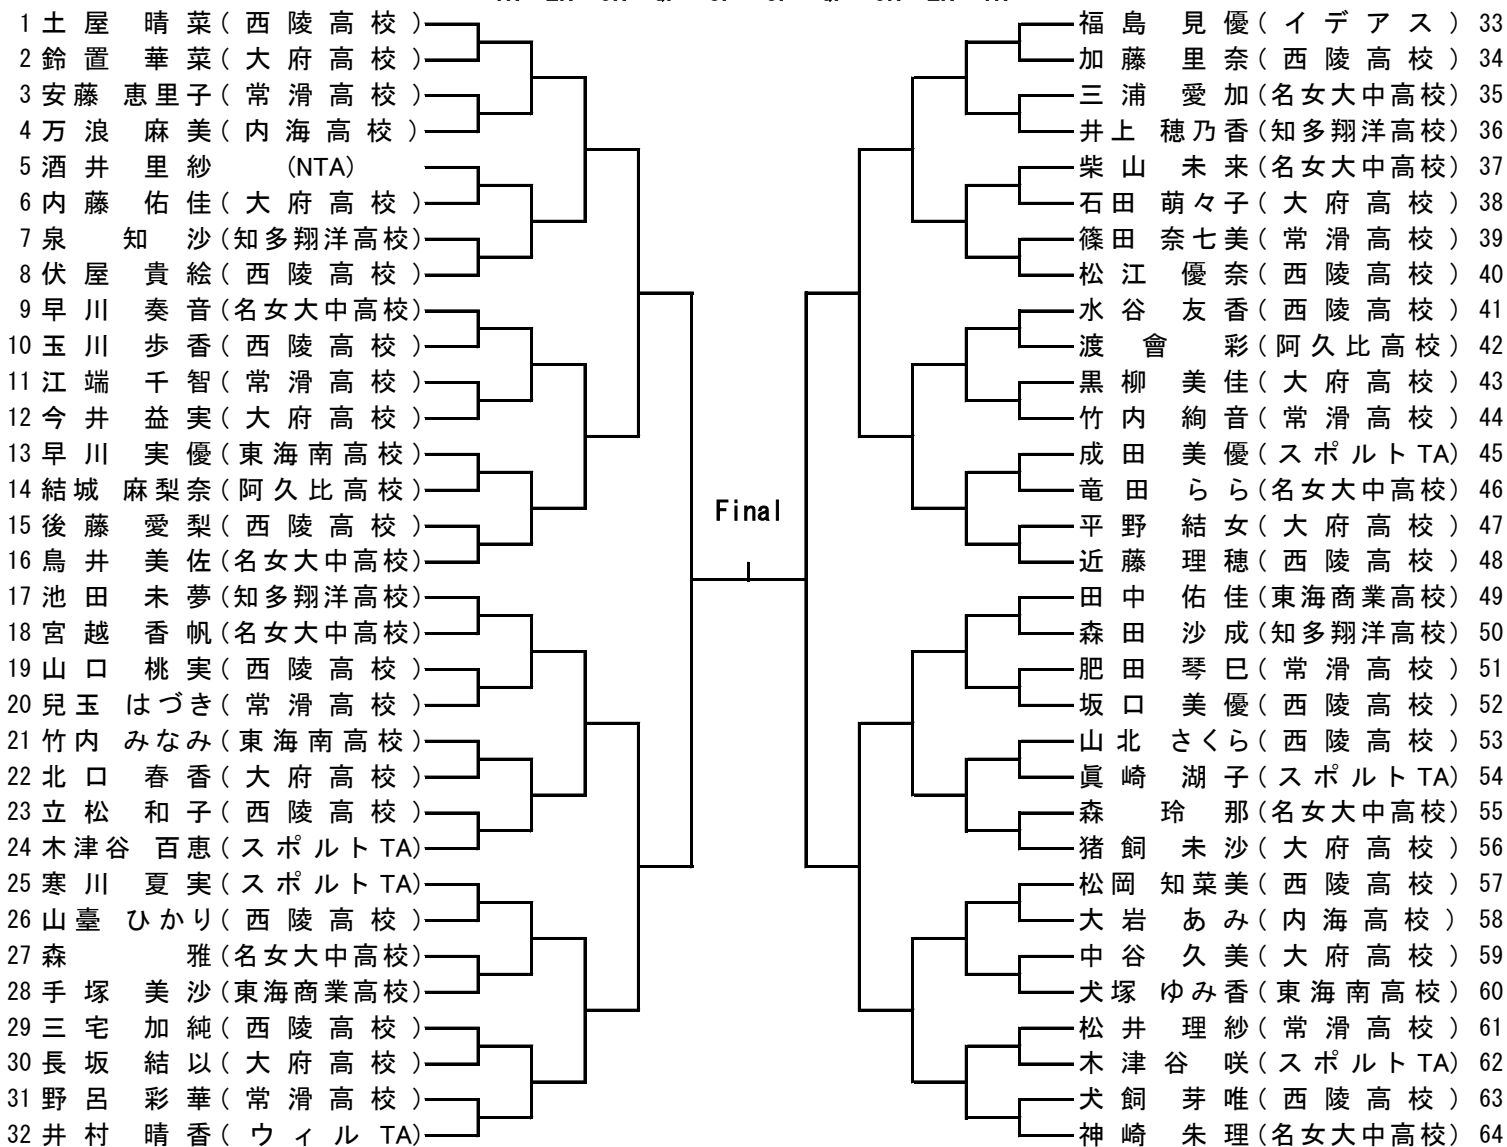 1 土屋 晴菜(西陵高校)
2 鈴置 華菜(大府高校)
3 安藤 恵里子(常滑高校)
4 万浪 麻美(内海高校)
5 酒井 里紗 (NTA)
6 内藤 佑佳(大府高校)
7 泉 知沙(知多翔洋高校)
8 伏屋 貴絵(西陵高校)
9 早川 奏音(名女大中高校)
10 玉川 歩香(西陵高校)
11 江端 千智(常滑高校)
12 今井 益実(大府高校)
13 早川 実優(東海南高校)
14 結城 麻梨奈(阿久比高校)
15 後藤 愛梨(西陵高校)
16 鳥井 美佐(名女大中高校)
17 池田 未夢(知多翔洋高校)
18 宮越 香帆(名女大中高校)
19 山口 桃実(西陵高校)
20 兒玉 はづき(常滑高校)
21 竹内 みなみ(東海南高校)
22 北口 春香(大府高校)
23 立松 和子(西陵高校)
24 木津谷 百恵(スポルトTA)
25 寒川 夏実(スポルトTA)
26 山臺 ひかり(西陵高校)
27 森 雅(名女大中高校)
28 手塚 美沙(東海商業高校)
29 三宅 加純(西陵高校)
30 長坂 結以(大府高校)
31 野呂 彩華(常滑高校)
32 井村 晴香(ウィルTA)
Final
福島 見優(イデアス) 33
加藤 里奈(西陵高校) 34
三浦 愛加(名女大中高校) 35
井上 穂乃香(知多翔洋高校) 36
柴山 未来(名女大中高校) 37
石田 萌々子(大府高校) 38
篠田 奈七美(常滑高校) 39
松江 優奈(西陵高校) 40
水谷 友香(西陵高校) 41
渡會 彩(阿久比高校) 42
黒柳 美佳(大府高校) 43
竹内 絢音(常滑高校) 44
成田 美優(スポルトTA) 45
竜田 らら(名女大中高校) 46
平野 結女(大府高校) 47
近藤 理穂(西陵高校) 48
田中 佑佳(東海商業高校) 49
森田 沙成(知多翔洋高校) 50
肥田 琴巳(常滑高校) 51
坂口 美優(西陵高校) 52
山北 さくら(西陵高校) 53
眞崎 湖子(スポルトTA) 54
森 玲那(名女大中高校) 55
猪飼 未沙(大府高校) 56
松岡 知菜美(西陵高校) 57
大岩 あみ(内海高校) 58
中谷 久美(大府高校) 59
犬塚 ゆみ香(東海南高校) 60
松井 理紗(常滑高校) 61
木津谷 咲(スポルトTA) 62
犬飼 芽唯(西陵高校) 63
神崎 朱理(名女大中高校) 64